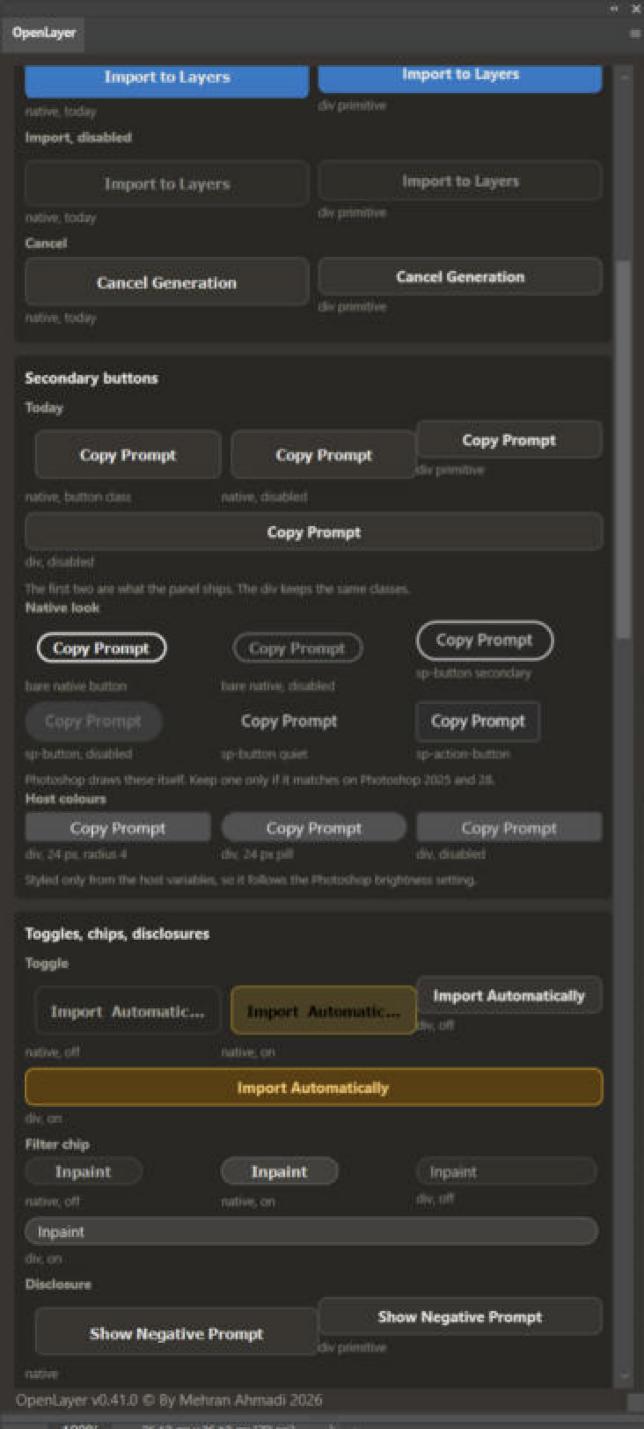 OpenLayer
Import to Layers Import to Layers
native, today div primitive
Import, disabled
Import to Layers Import to Layers
native, today div primitive
Cancel
Cancel Generation Cancel Generation
native, today div primitive
Secondary buttons
Today
Copy Prompt Copy Prompt Copy Prompt
native, button class native, disabled div primitive
Copy Prompt
div, disabled
The first two are what the panel ships. The div keeps the same classes.
Native look
Copy Prompt Copy Prompt Copy Prompt
bare native button bare native, disabled sp-button secondary
Copy Prompt Copy Prompt Copy Prompt
sp-button, disabled sp-button quiet sp-action-button
Photoshop draws these itself. Keep one only if it matches on Photoshop 2025 and 28.
Host colours
Copy Prompt Copy Prompt Copy Prompt
div, 24 px, radius 4 div, 24 px pill div, disabled
Styled only from the host variables, so it follows the Photoshop brightness setting.
Toggles, chips, disclosures
Toggle
Import Automatic... Import Automatic... Import Automatically
native, off native, on div, off
Import Automatically
div, on
Filter chip
Inpaint Inpaint Inpaint
native, off native, on div, off
Inpaint
div, on
Disclosure
Show Negative Prompt Show Negative Prompt
native div primitive
OpenLayer v0.41.0 © By Mehran Ahmadi 2026